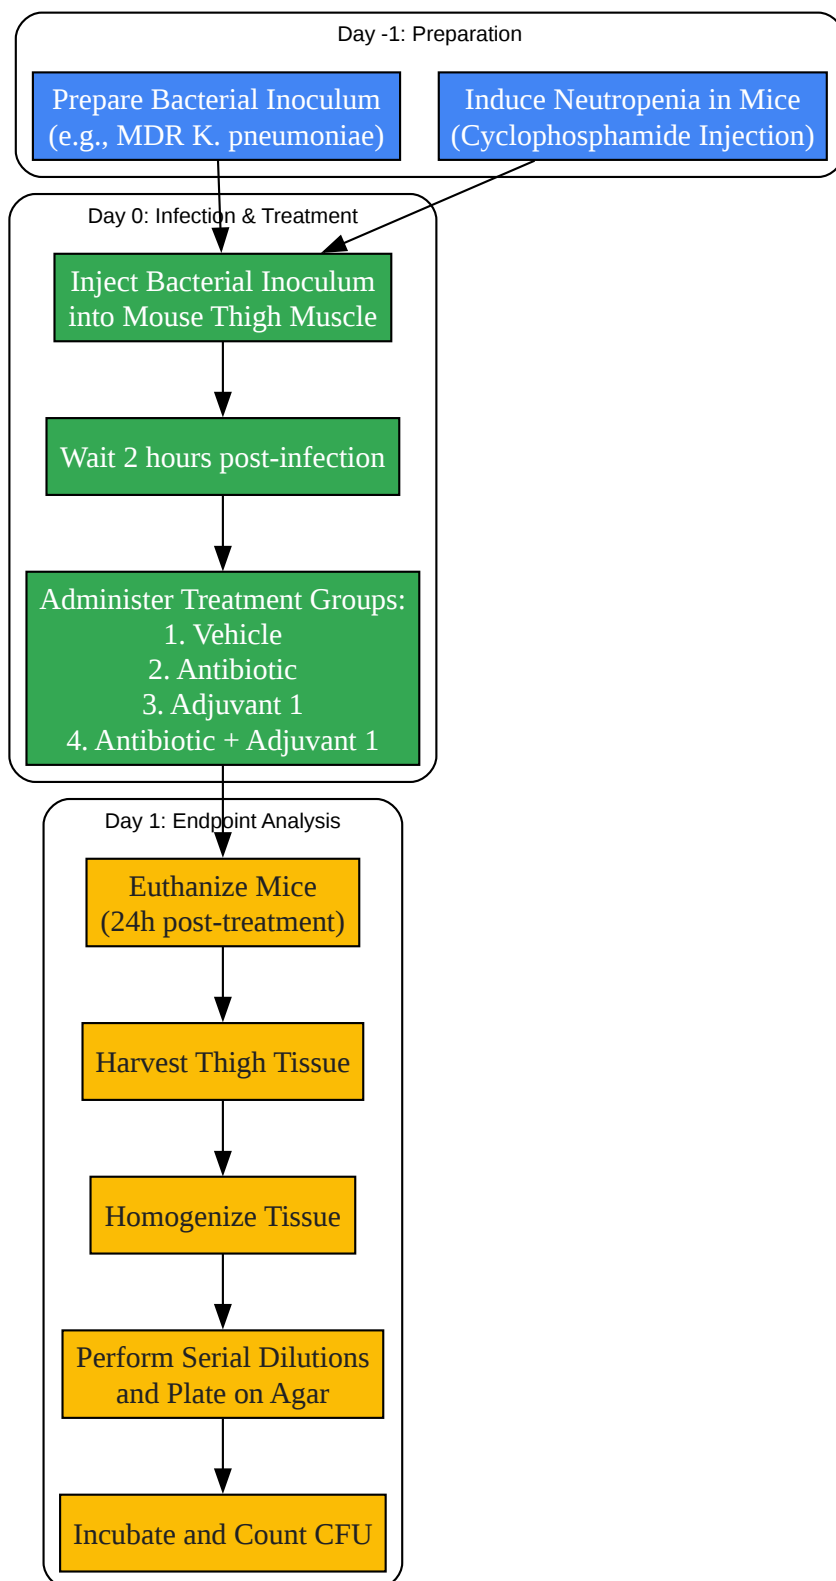 Day -1: Preparation
Prepare Bacterial Inoculum
(e.g., MDR K. pneumoniae)
Induce Neutropenia in Mice
(Cyclophosphamide Injection)
Day 0: Infection & Treatment
Inject Bacterial Inoculum
into Mouse Thigh Muscle
Wait 2 hours post-infection
Administer Treatment Groups:
1. Vehicle
2. Antibiotic
3. Adjuvant 1
4. Antibiotic + Adjuvant 1
Day 1: Endpoint Analysis
Euthanize Mice
(24h post-treatment)
Harvest Thigh Tissue
Homogenize Tissue
Perform Serial Dilutions
and Plate on Agar
Incubate and Count CFU